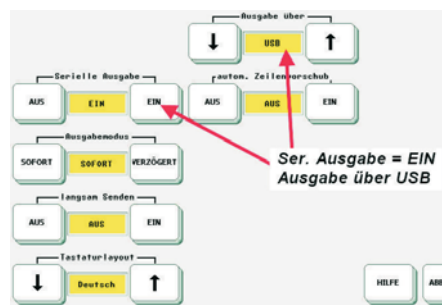 Ausgabe über
USB
Serielle Ausgabe
autom. Zeilenvorschub
AUS EIN EIN
AUS AUS EIN
Ausgabemodus
SOFORT SOFORT VERZÖGERT
Ser. Ausgabe = EIN
Ausgabe über USB
langsam Senden
AUS AUS EIN
Tastaturlayout
Deutsch
HILFE